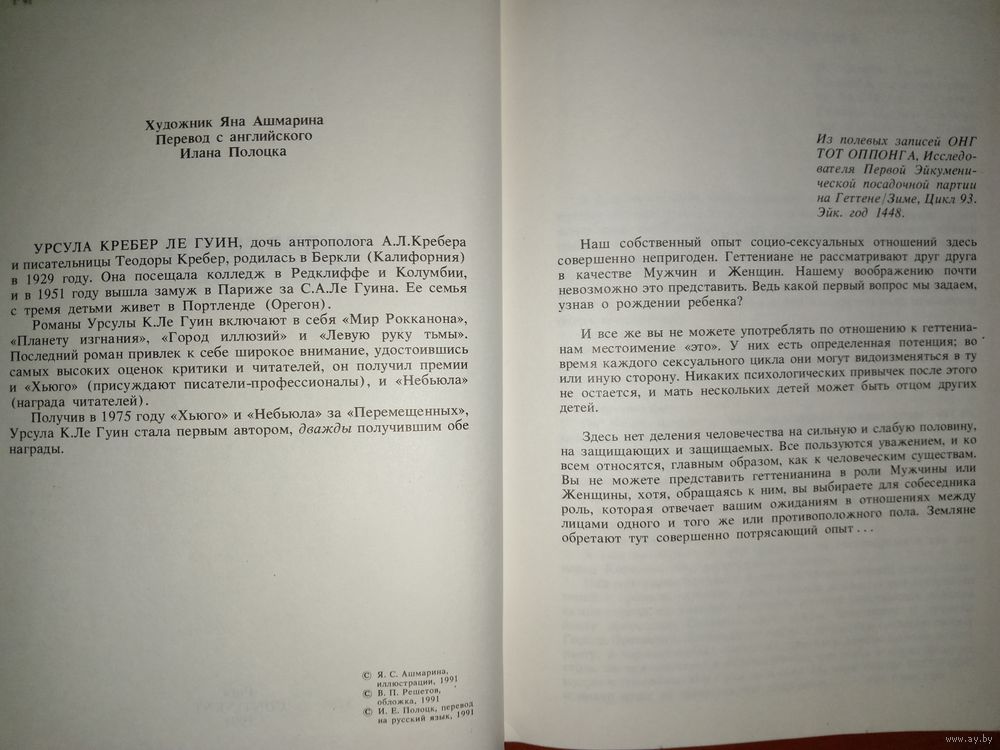 Художник Яна Ашмарина
Перевод с английского
Илана Полоцка
УРСУЛА КРЕБЕР ЛЕ ГУИН, дочь антрополога А.Л.Кребера
и писательницы Теодоры Кребер, родилась в Беркли (Калифорния)
в 1929 году. Она посещала колледж в Редклиффе и Колумбии,
и в 1951 году вышла замуж в Париже за С.А.Ле Гуина. Ее семья
с тремя детьми живет в Портленде (Орегон).
Романы Урсулы К.Ле Гуин включают в себя «Мир Рокканона»,
«Планету изгнания», «Город иллюзий» и «Левую руку тьмы».
Последний роман привлек к себе широкое внимание, удостоившись
самых высоких оценок критики и читателей, он получил премии
и «Хьюго» (присуждают писатели-профессионалы), и «Небьюла»
(награда читателей).
Получив в 1975 году «Хьюго» и «Небьюла» за «Перемещенных»,
Урсула К.Ле Гуин стала первым автором, дважды получившим обе
награды.
© Я. С. Ашмарина,
иллюстрации, 1991
© В. П. Решетов,
обложка, 1991
© И. Е. Полоцк, перевод
на русский язык, 1991
Из полевых записей ОНГ
ТОТ ОППОНГА, Исследо-
вателя Первой Эйкумени-
ческой посадочной партии
на Геттене/Зиме, Цикл 93.
Эйк. год 1448.
Наш собственный опыт социо-сексуальных отношений здесь
совершенно непригоден. Геттениане не рассматривают друг друга
в качестве Мужчин и Женщин. Нашему воображению почти
невозможно это представить. Ведь какой первый вопрос мы задаем,
узнав о рождении ребенка?
И все же вы не можете употреблять по отношению к геттениа-
нам местоимение «это». У них есть определенная потенция; во
время каждого сексуального цикла они могут видоизменяться в ту
или иную сторону. Никаких психологических привычек после этого
не остается, и мать нескольких детей может быть отцом других
детей.
Здесь нет деления человечества на сильную и слабую половину,
на защищающих и защищаемых. Все пользуются уважением, и ко
всем относятся, главным образом, как к человеческим существам.
Вы не можете представить геттенианина в роли Мужчины или
Женщины, хотя, обращаясь к ним, вы выбираете для собеседника
роль, которая отвечает вашим ожиданиям в отношениях между
лицами одного и того же или противоположного пола. Земляне
обретают тут совершенно потрясающий опыт...
www.ay.by